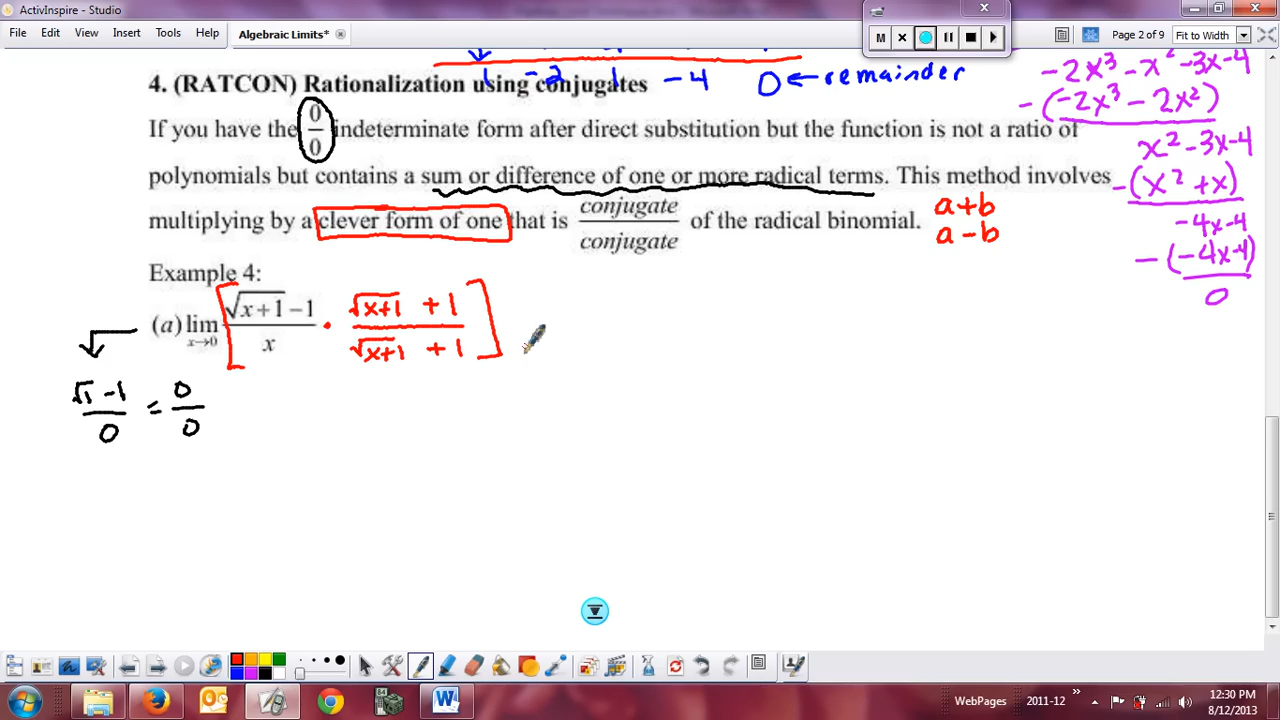 ActivInspire - Studio
File Edit View Insert Tools Help
Algebraic Limits*
Page 2 of 9
Fit to Width
M
1 -2 1 -4 0 ← remainder
4. (RATCON) Rationalization using conjugates
If you have the 0/0 indeterminate form after direct substitution but the function is not a ratio of
polynomials but contains a sum or difference of one or more radical terms. This method involves
multiplying by a clever form of one that is conjugate/conjugate of the radical binomial.
a+b
a-b
-2x³-x²-3x-4
-(-2x³-2x²)
x²-3x-4
-(x²+x)
-4x-4
-(-4x-4)
0
Example 4:
(a) lim x→0 [ (√x+1 - 1)/x · (√x+1 + 1)/(√x+1 + 1) ]
(√1 - 1)/0 = 0/0
WebPages
2011-12
12:30 PM
8/12/2013